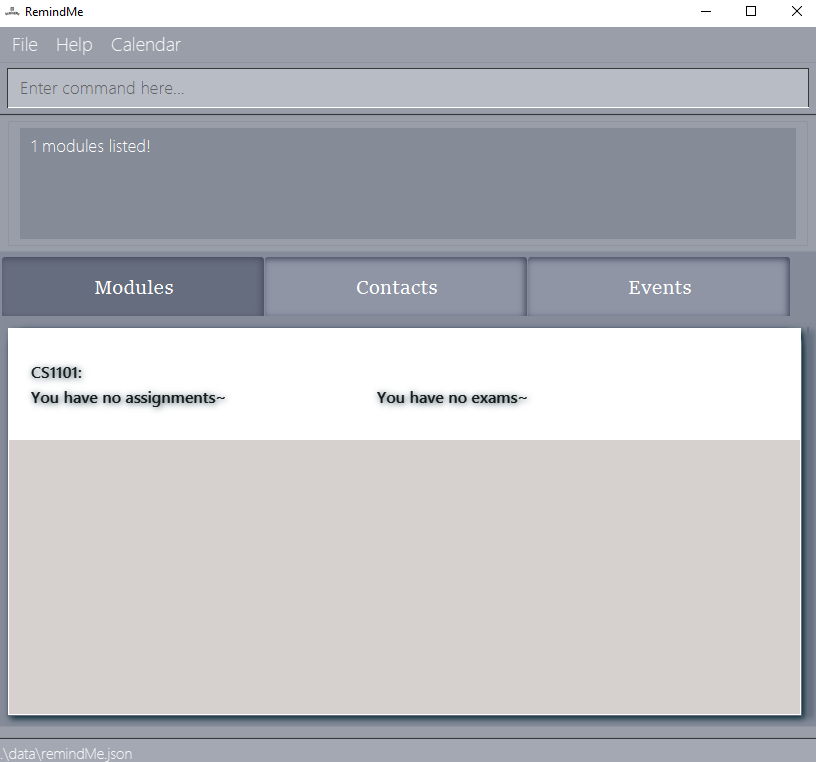 RemindMe
File Help Calendar
Enter command here...
1 modules listed!
Modules Contacts Events
CS1101:
You have no assignments~ You have no exams~
.\data\remindMe.json